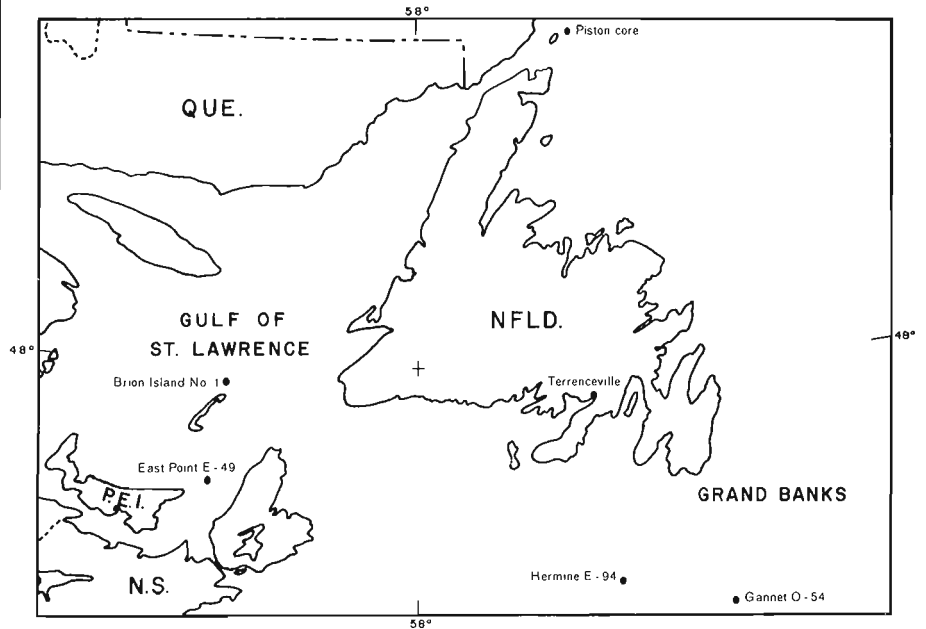 58°
Piston core
QUE.
GULF OF
ST. LAWRENCE
NFLD.
48°
48°
Brion Island No 1
Terrenceville
East Point E-49
P.E.I.
GRAND BANKS
N.S.
Hermine E-94
Gannet O-54
58°